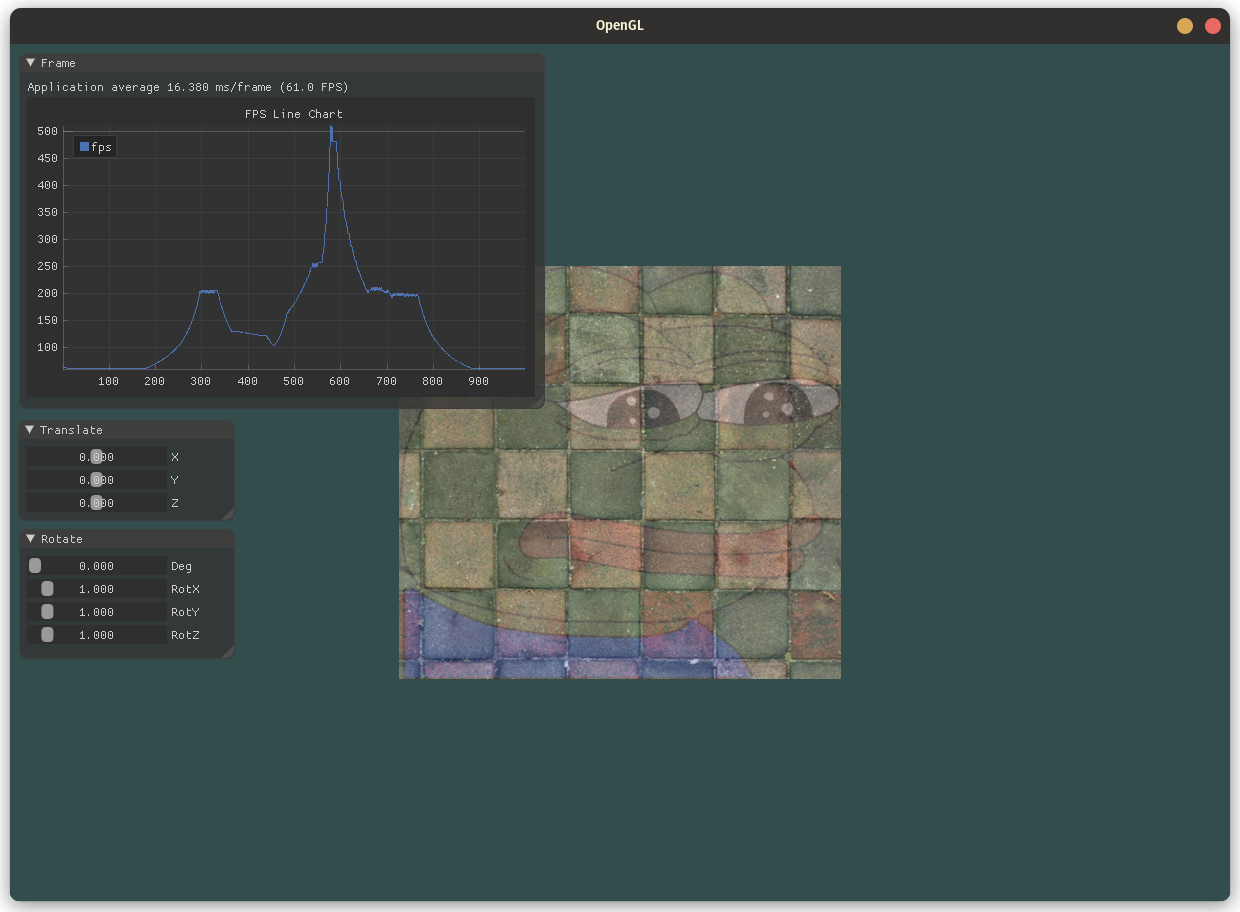 OpenGL
Frame
Application average 16.380 ms/frame (61.0 FPS)
FPS Line Chart
fps
500
450
400
350
300
250
200
150
100
100 200 300 400 500 600 700 800 900
Translate
0.000 X
0.000 Y
0.000 Z
Rotate
0.000 Deg
1.000 RotX
1.000 RotY
1.000 RotZ